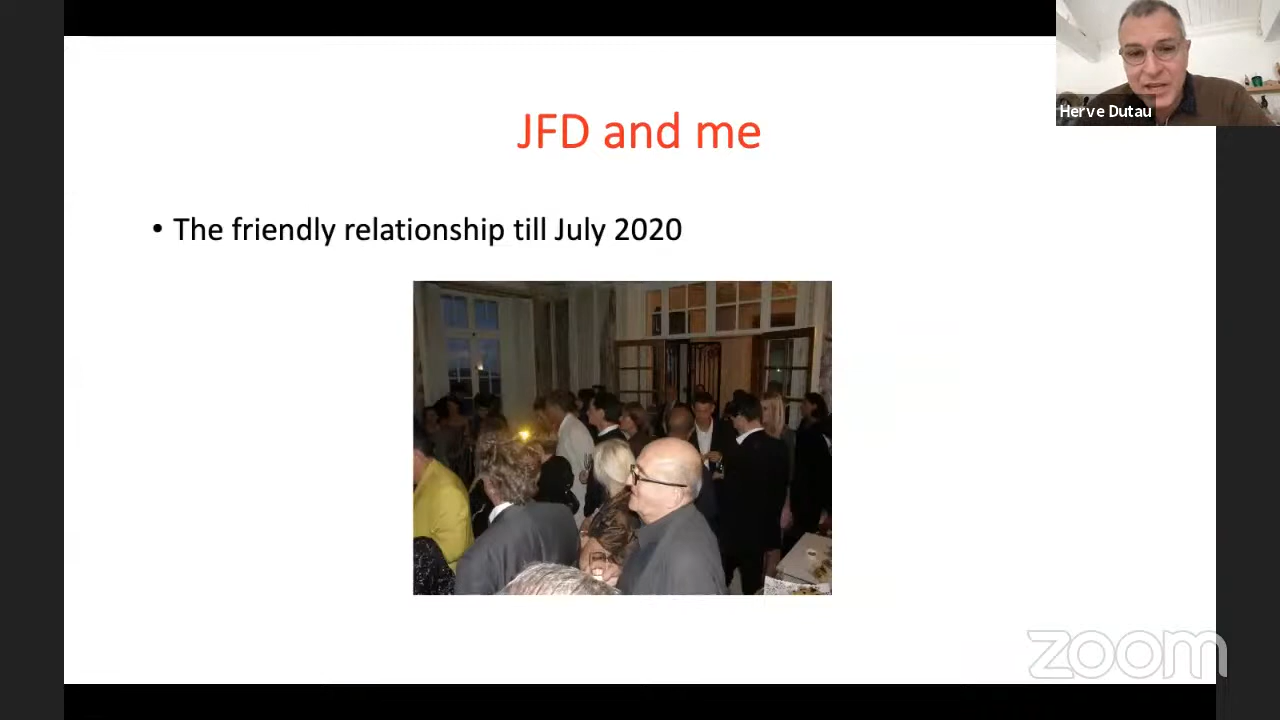 Herve Dutau
JFD and me
• The friendly relationship till July 2020
zoom